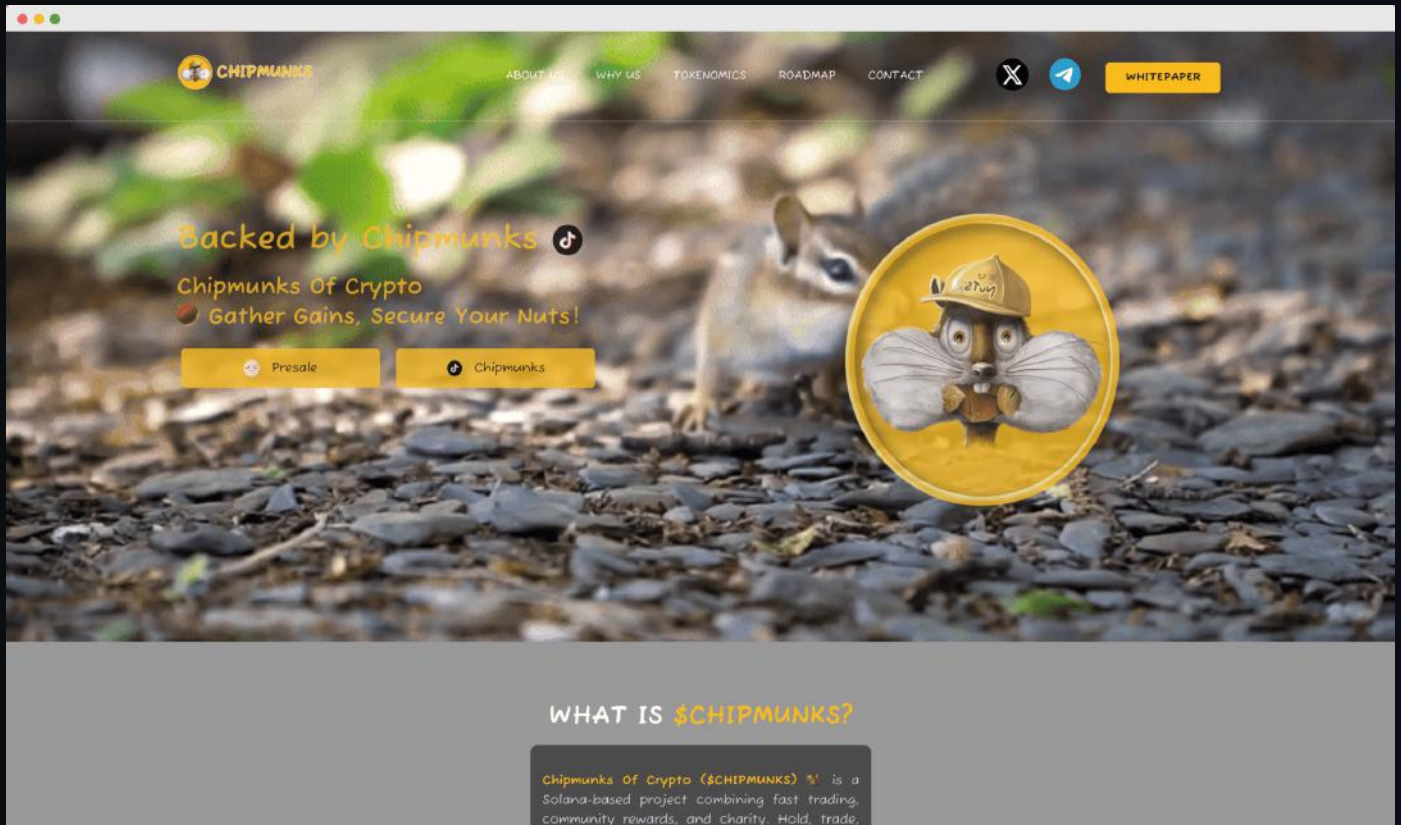 CHIPMUNKS
ABOUT US
WHY US
TOKENOMICS
ROADMAP
CONTACT
WHITEPAPER
Backed by Chipmunks
Chipmunks Of Crypto
Gather Gains, Secure Your Nuts!
Presale
Chipmunks
WHAT IS $CHIPMUNKS?
Chipmunks Of Crypto ($CHIPMUNKS) 🐿️ is a
Solana-based project combining fast trading,
community rewards, and charity. Hold, trade,